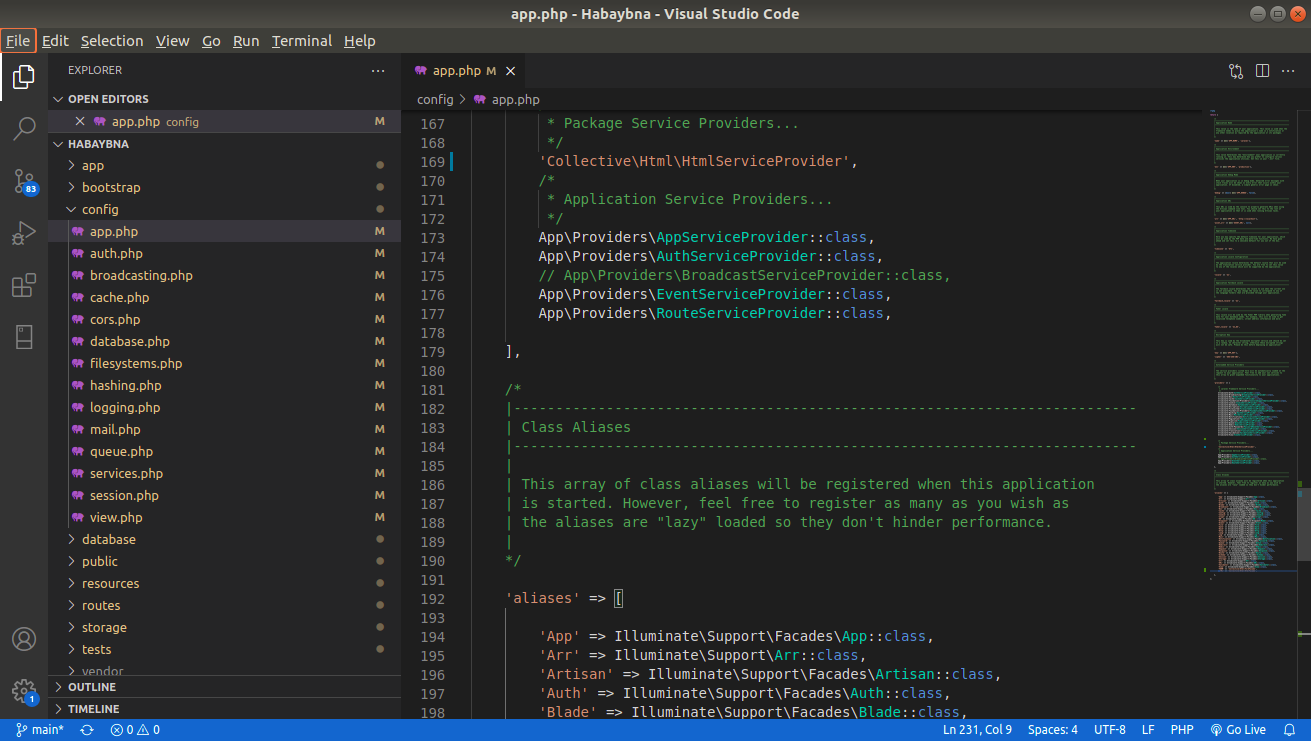 app.php - Habaybna - Visual Studio Code
File Edit Selection View Go Run Terminal Help
EXPLORER
OPEN EDITORS
app.php config M
HABAYBNA
app
bootstrap
config
app.php M
auth.php M
broadcasting.php M
cache.php M
cors.php M
database.php M
filesystems.php M
hashing.php M
logging.php M
mail.php M
queue.php M
services.php M
session.php M
view.php M
database
public
resources
routes
storage
tests
vendor
OUTLINE
TIMELINE
83
1
app.php M
config > app.php
167 * Package Service Providers...
168 */
169 'Collective\Html\HtmlServiceProvider',
170 /*
171 * Application Service Providers...
172 */
173 App\Providers\AppServiceProvider::class,
174 App\Providers\AuthServiceProvider::class,
175 // App\Providers\BroadcastServiceProvider::class,
176 App\Providers\EventServiceProvider::class,
177 App\Providers\RouteServiceProvider::class,
178
179 ],
180
181 /*
182 |--------------------------------------------------------------------------
183 | Class Aliases
184 |--------------------------------------------------------------------------
185 |
186 | This array of class aliases will be registered when this application
187 | is started. However, feel free to register as many as you wish as
188 | the aliases are "lazy" loaded so they don't hinder performance.
189 |
190 */
191
192 'aliases' => [
193
194 'App' => Illuminate\Support\Facades\App::class,
195 'Arr' => Illuminate\Support\Arr::class,
196 'Artisan' => Illuminate\Support\Facades\Artisan::class,
197 'Auth' => Illuminate\Support\Facades\Auth::class,
198 'Blade' => Illuminate\Support\Facades\Blade::class,
main* 0 0 Ln 231, Col 9 Spaces: 4 UTF-8 LF PHP Go Live